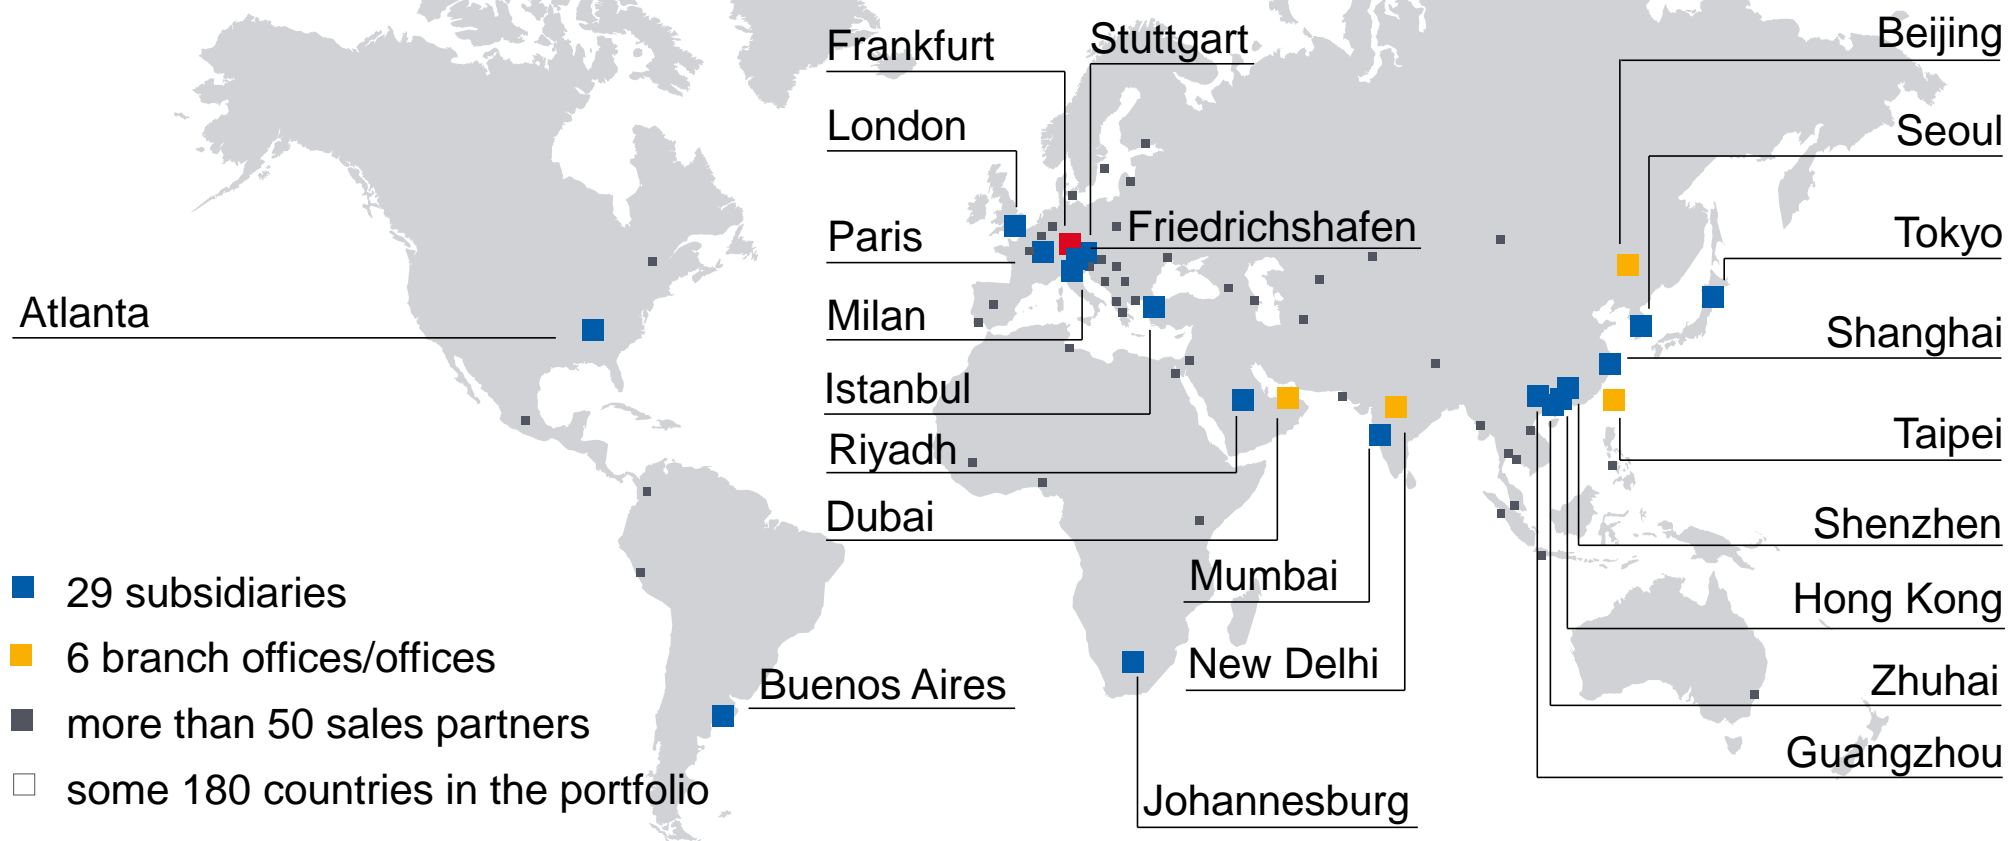 Frankfurt
Stuttgart
Beijing
London
Seoul
Paris
Friedrichshafen
Tokyo
Atlanta
Milan
Shanghai
Istanbul
Riyadh
Taipei
Dubai
Shenzhen
Mumbai
29 subsidiaries
Hong Kong
6 branch offices/offices
New Delhi
Buenos Aires
Zhuhai
more than 50 sales partners
Guangzhou
some 180 countries in the portfolio
Johannesburg